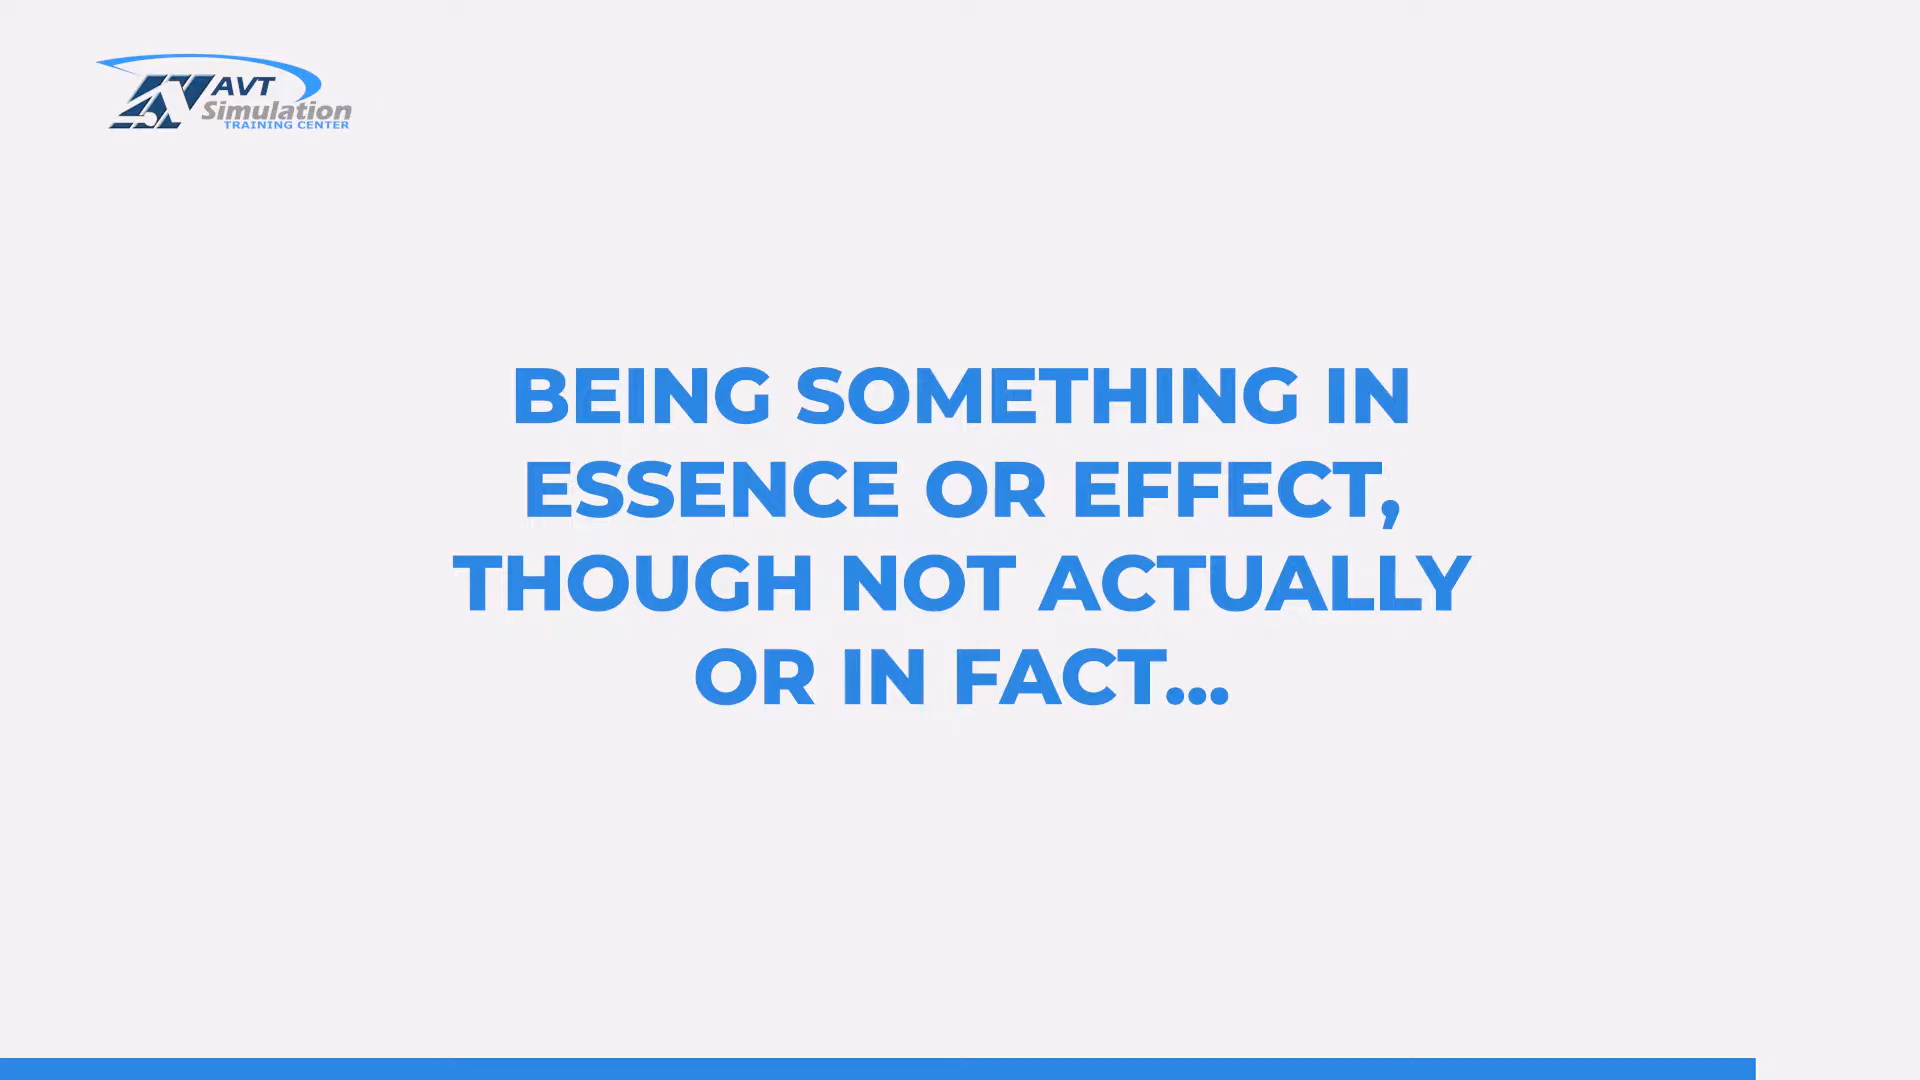 AVT
Simulation
TRAINING CENTER
BEING SOMETHING IN
ESSENCE OR EFFECT,
THOUGH NOT ACTUALLY
OR IN FACT...